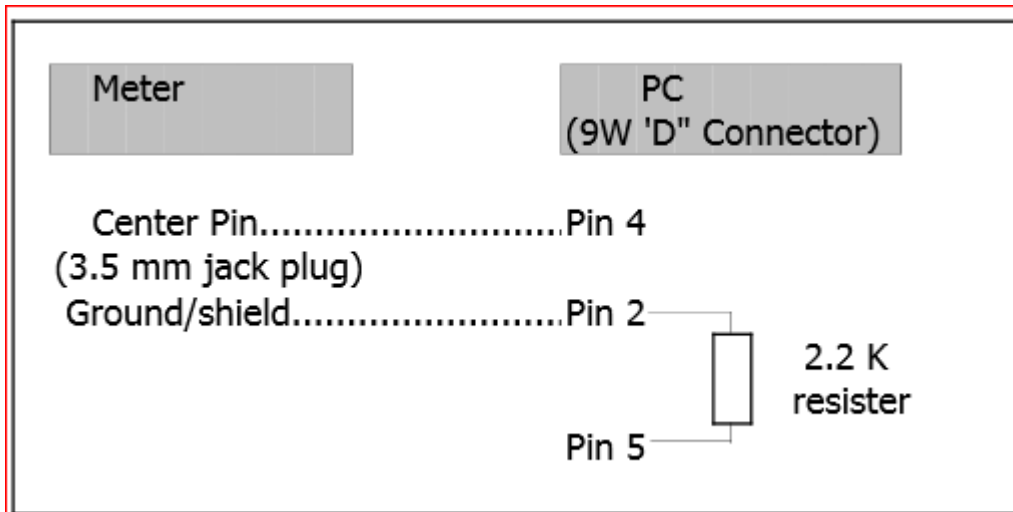 Meter
PC
(9W 'D" Connector)
Center Pin............................Pin 4
(3.5 mm jack plug)
Ground/shield.........................Pin 2
2.2 K
resister
Pin 5